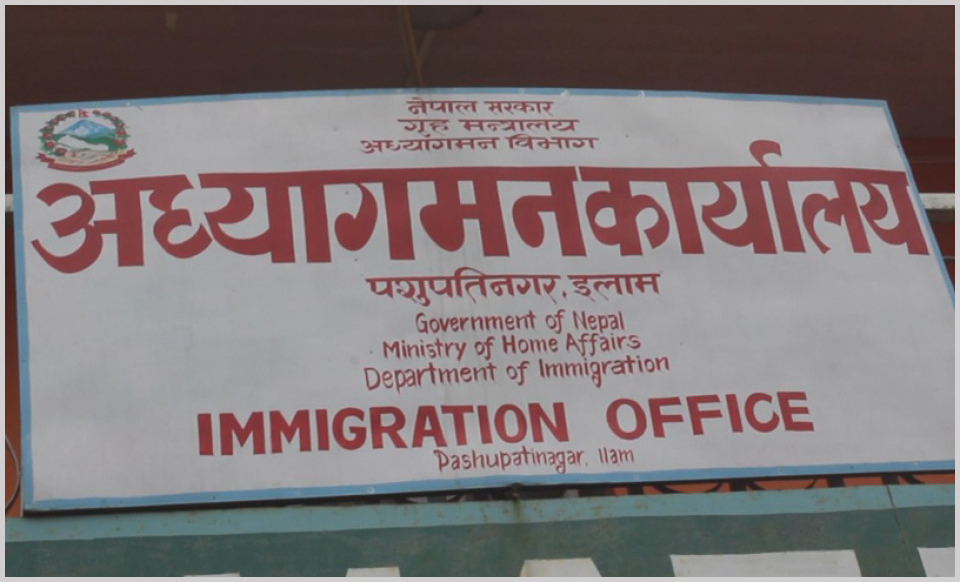 नेपाल सरकार
गृह मन्त्रालय
अध्यागमन विभाग
अध्यागमन कार्यालय
पशुपतिनगर, इलाम
Government of Nepal
Ministry of Home Affairs
Department of Immigration
IMMIGRATION OFFICE
Pashupatinagar, Ilam